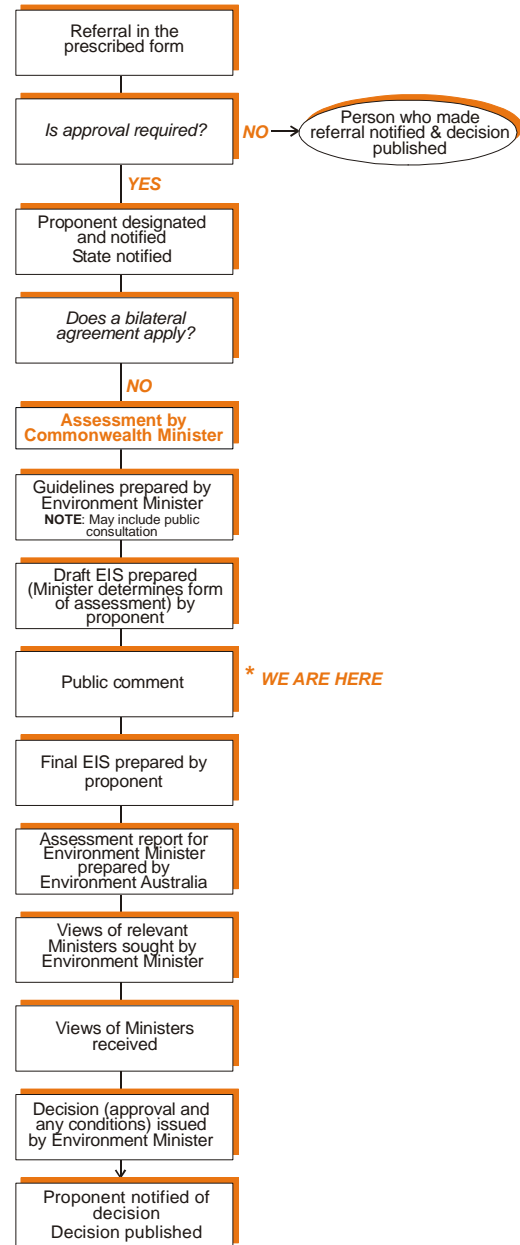 Referral in the
prescribed form
Is approval required?
NO
Person who made
referral notified & decision
published
YES
Proponent designated
and notified
State notified
Does a bilateral
agreement apply?
NO
Assessment by
Commonwealth Minister
Guidelines prepared by
Environment Minister
NOTE: May include public
consultation
Draft EIS prepared
(Minister determines form
of assessment) by
proponent
Public comment
* WE ARE HERE
Final EIS prepared by
proponent
Assessment report for
Environment Minister
prepared by
Environment Australia
Views of relevant
Ministers sought by
Environment Minister
Views of Ministers
received
Decision (approval and
any conditions) issued
by Environment Minister
Proponent notified of
decision
Decision published